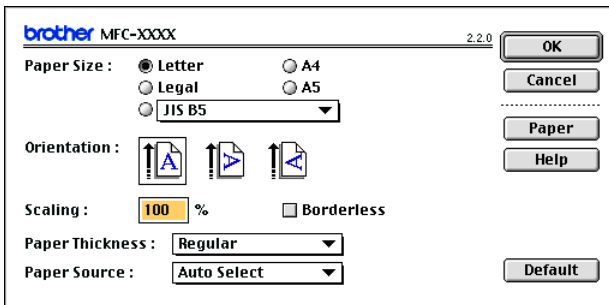 brother MFC-XXXX 2.2.0 OK
Paper Size : Letter A4
Legal A5 Cancel
JIS B5
Paper
Orientation : A A A Help
Scaling : 100 % Borderless
Paper Thickness : Regular
Paper Source : Auto Select Default